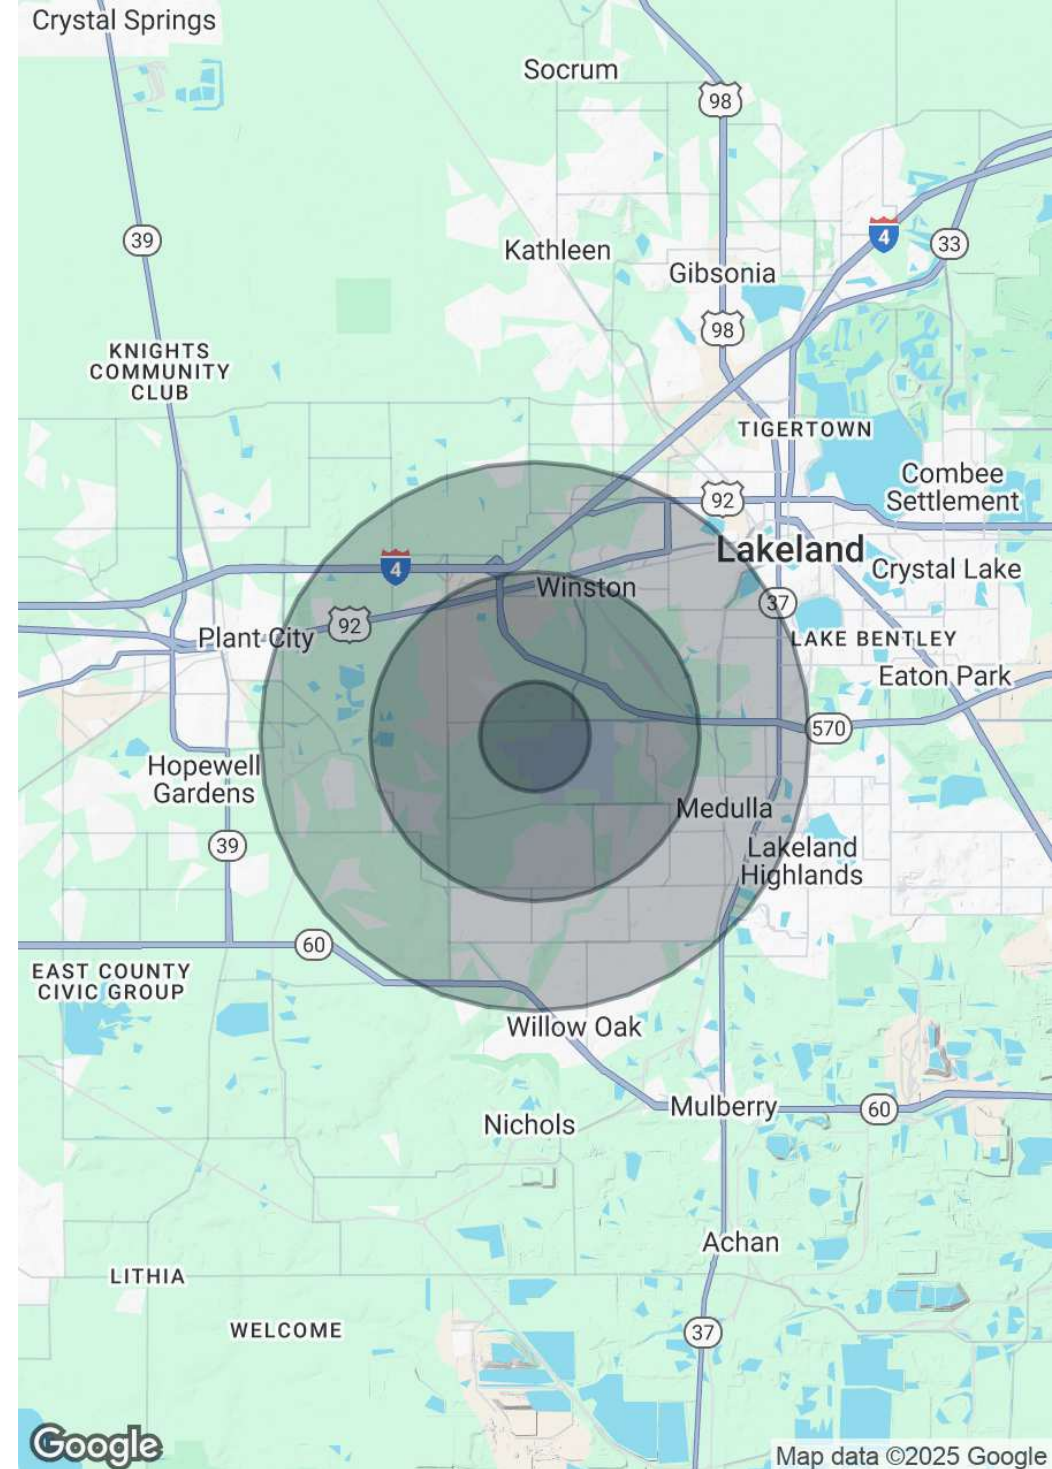 Crystal Springs
Socrum
98
39
4
33
Kathleen
Gibsonia
98
KNIGHTS
COMMUNITY
CLUB
TIGERTOWN
Combee
Settlement
92
Lakeland
Crystal Lake
4
Winston
37
92
Plant City
LAKE BENTLEY
Eaton Park
570
Hopewell
Gardens
Medulla
39
Lakeland
Highlands
60
EAST COUNTY
CIVIC GROUP
Willow Oak
Mulberry
60
Nichols
Achan
LITHIA
WELCOME
37
Google
Map data ©2025 Google